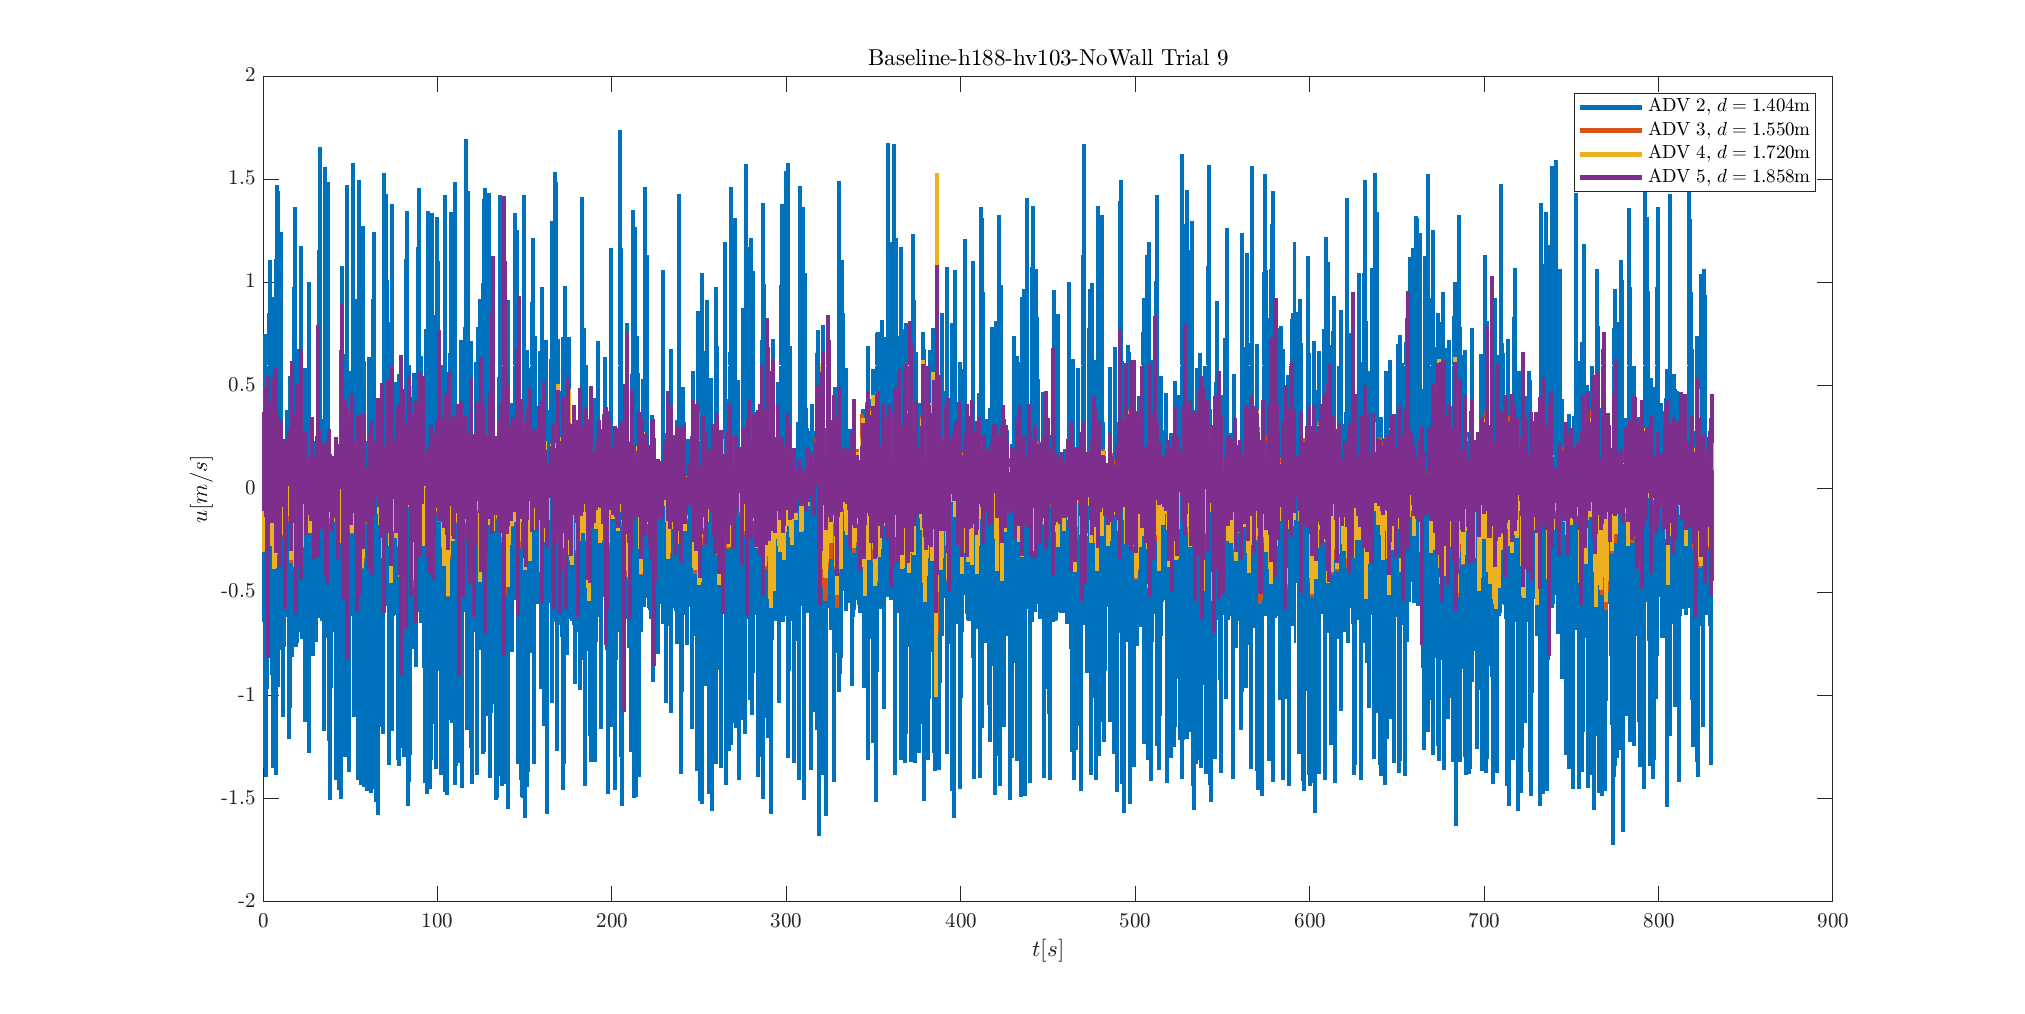 Baseline-h188-hv103-NoWall Trial 9
2
1.5
1
0.5
0
-0.5
-1
-1.5
-2
u[m/s]
ADV 2, d = 1.404m
ADV 3, d = 1.550m
ADV 4, d = 1.720m
ADV 5, d = 1.858m
0 100 200 300 400 500 600 700 800 900
t[s]